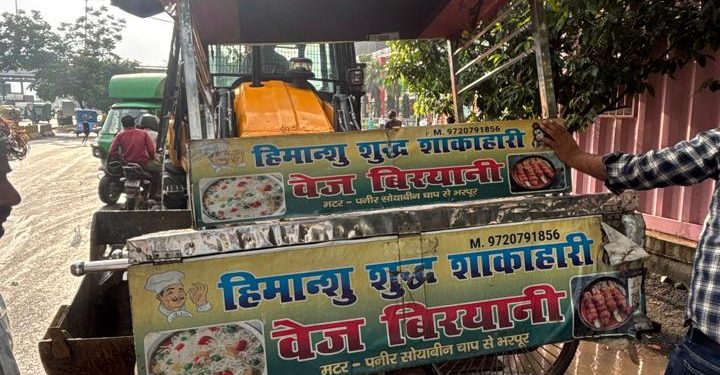 M. 9720791856
हिमान्शु शुद्ध शाकाहारी
वेज बिरयानी
मटर - पनीर सोयाबीन चाप से भरपूर
M. 9720791856
हिमान्शु शुद्ध शाकाहारी
वेज बिरयानी
मटर - पनीर सोयाबीन चाप से भरपूर